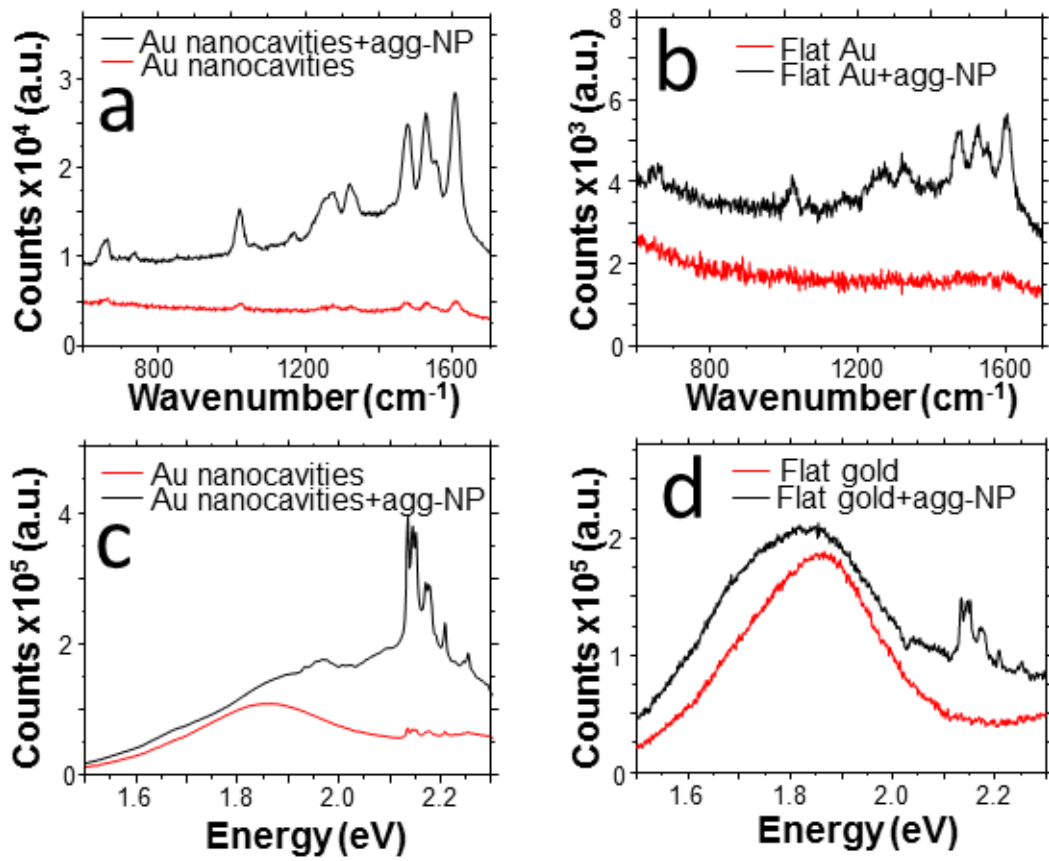 a
Au nanocavities+agg-NP
Au nanocavities
Counts x10⁴ (a.u.)
3
2
1
0
800 1200 1600
Wavenumber (cm⁻¹)
b
Flat Au
Flat Au+agg-NP
Counts x10³ (a.u.)
8
6
4
2
0
800 1200 1600
Wavenumber (cm⁻¹)
c
Au nanocavities
Au nanocavities+agg-NP
Counts x10⁵ (a.u.)
4
2
0
1.6 1.8 2.0 2.2
Energy (eV)
d
Flat gold
Flat gold+agg-NP
Counts x10⁵ (a.u.)
2
1
0
1.6 1.8 2.0 2.2
Energy (eV)